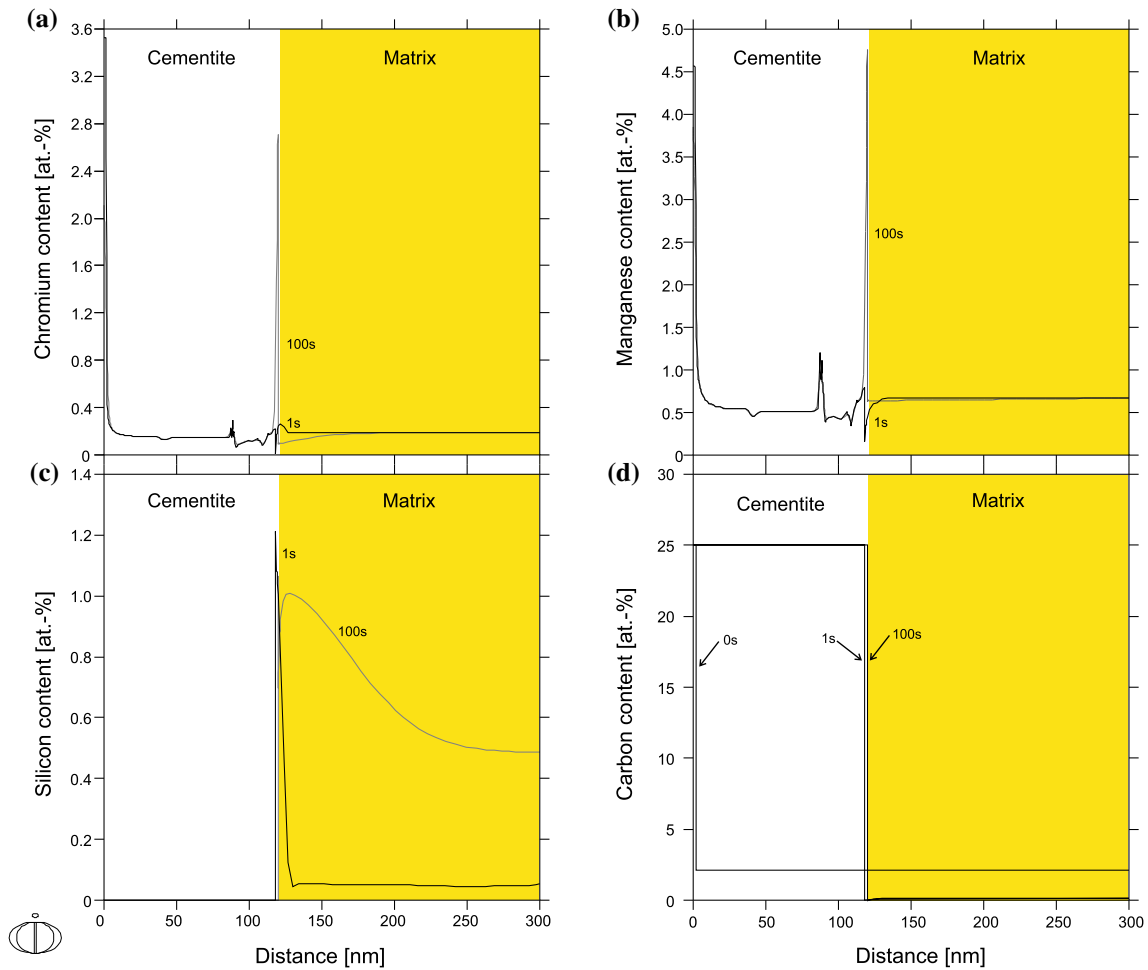 (a)
3.6
3.2
2.8
2.4
2.0
1.6
1.2
0.8
0.4
0
Chromium content [at.-%]
Cementite
Matrix
100s
1s
(b)
5.0
4.5
4.0
3.5
3.0
2.5
2.0
1.5
1.0
0.5
0
Manganese content [at.-%]
Cementite
Matrix
100s
1s
(c)
1.4
1.2
1.0
0.8
0.6
0.4
0.2
0
Silicon content [at.-%]
Cementite
Matrix
1s
100s
0 50 100 150 200 250 300
Distance [nm]
(d)
30
25
20
15
10
5
0
Carbon content [at.-%]
Cementite
Matrix
0s
1s
100s
0 50 100 150 200 250 300
Distance [nm]